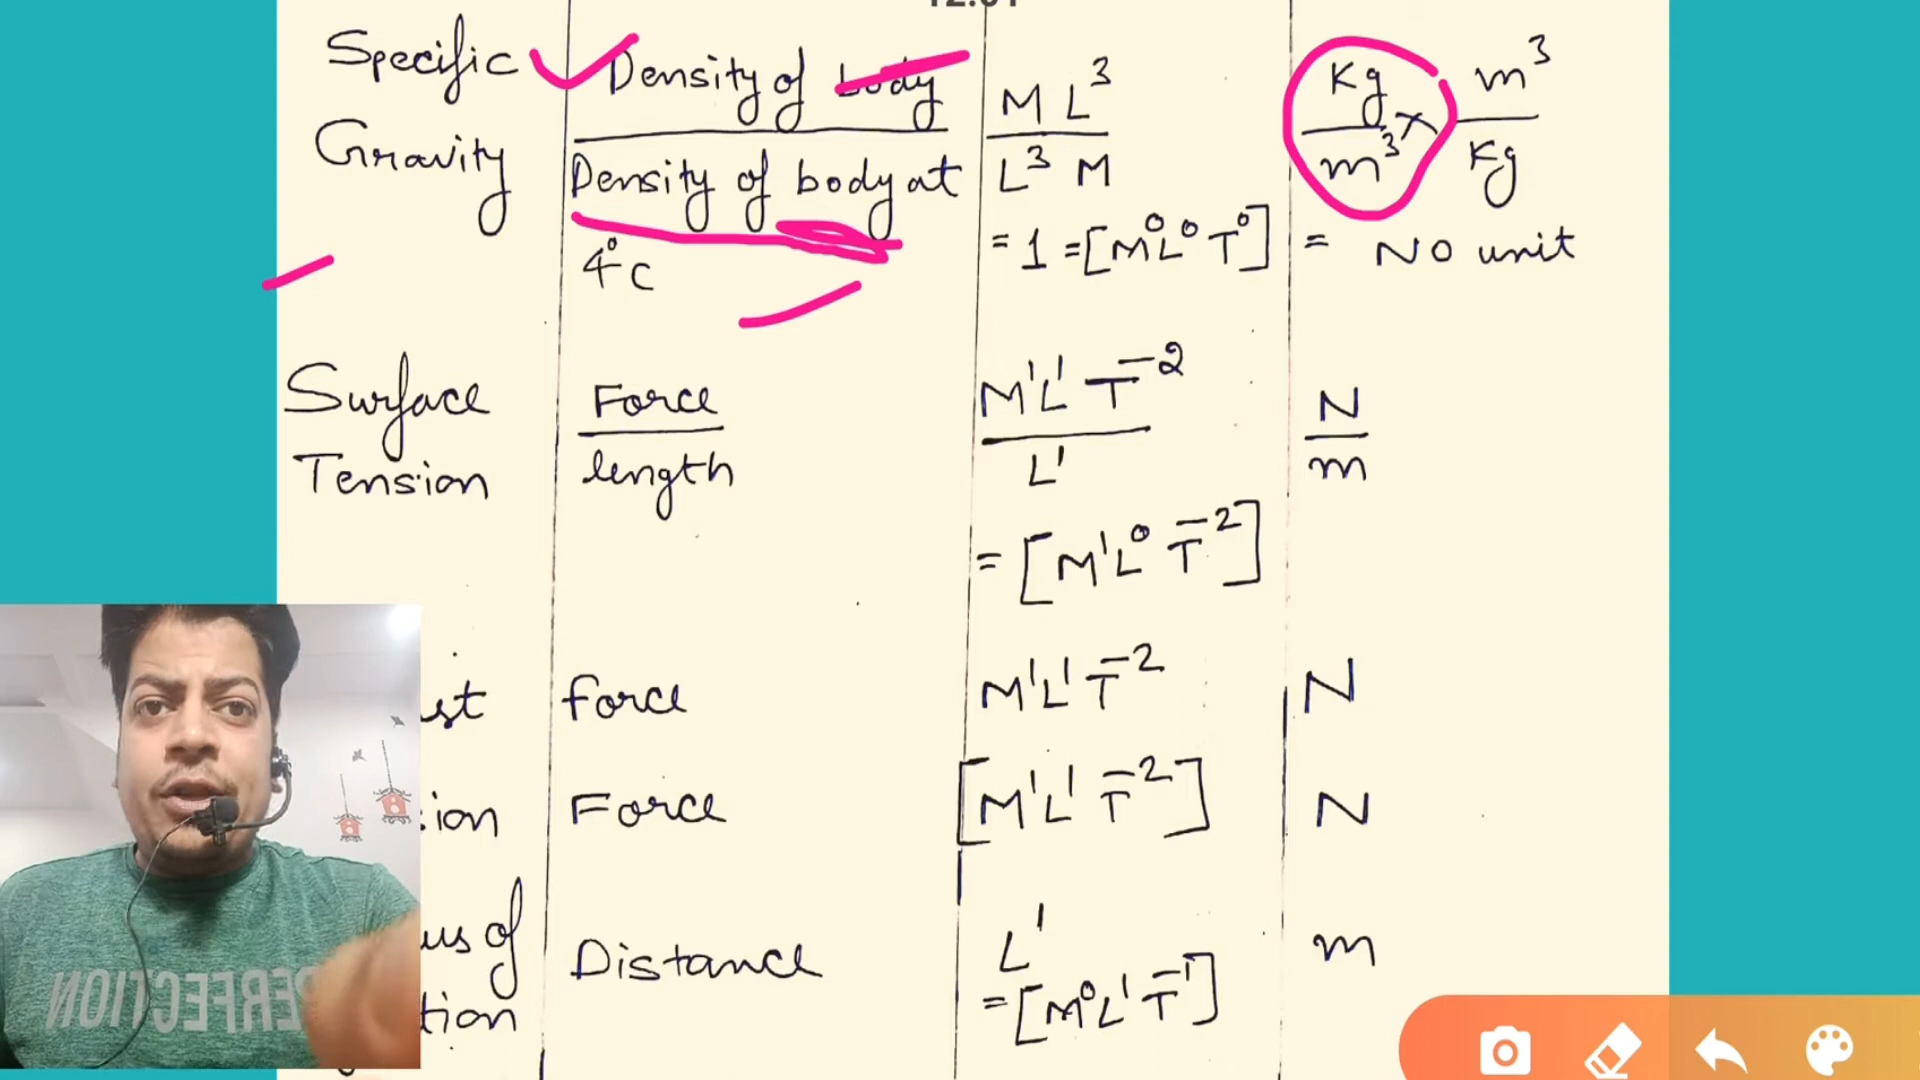 Specific Density of body M L³ Kg × m³
Gravity Density of body at L³ M m³ Kg
4°C = 1 = [M⁰L⁰T⁰] = No unit
Surface Force M¹L¹T⁻² N
Tension length L¹ m
= [M¹L⁰T⁻²]
ust force M¹L¹T⁻² N
ion Force [M¹L¹T⁻²] N
us of Distance L¹ m
tion = [M⁰L¹T⁻¹]
PERFECTION